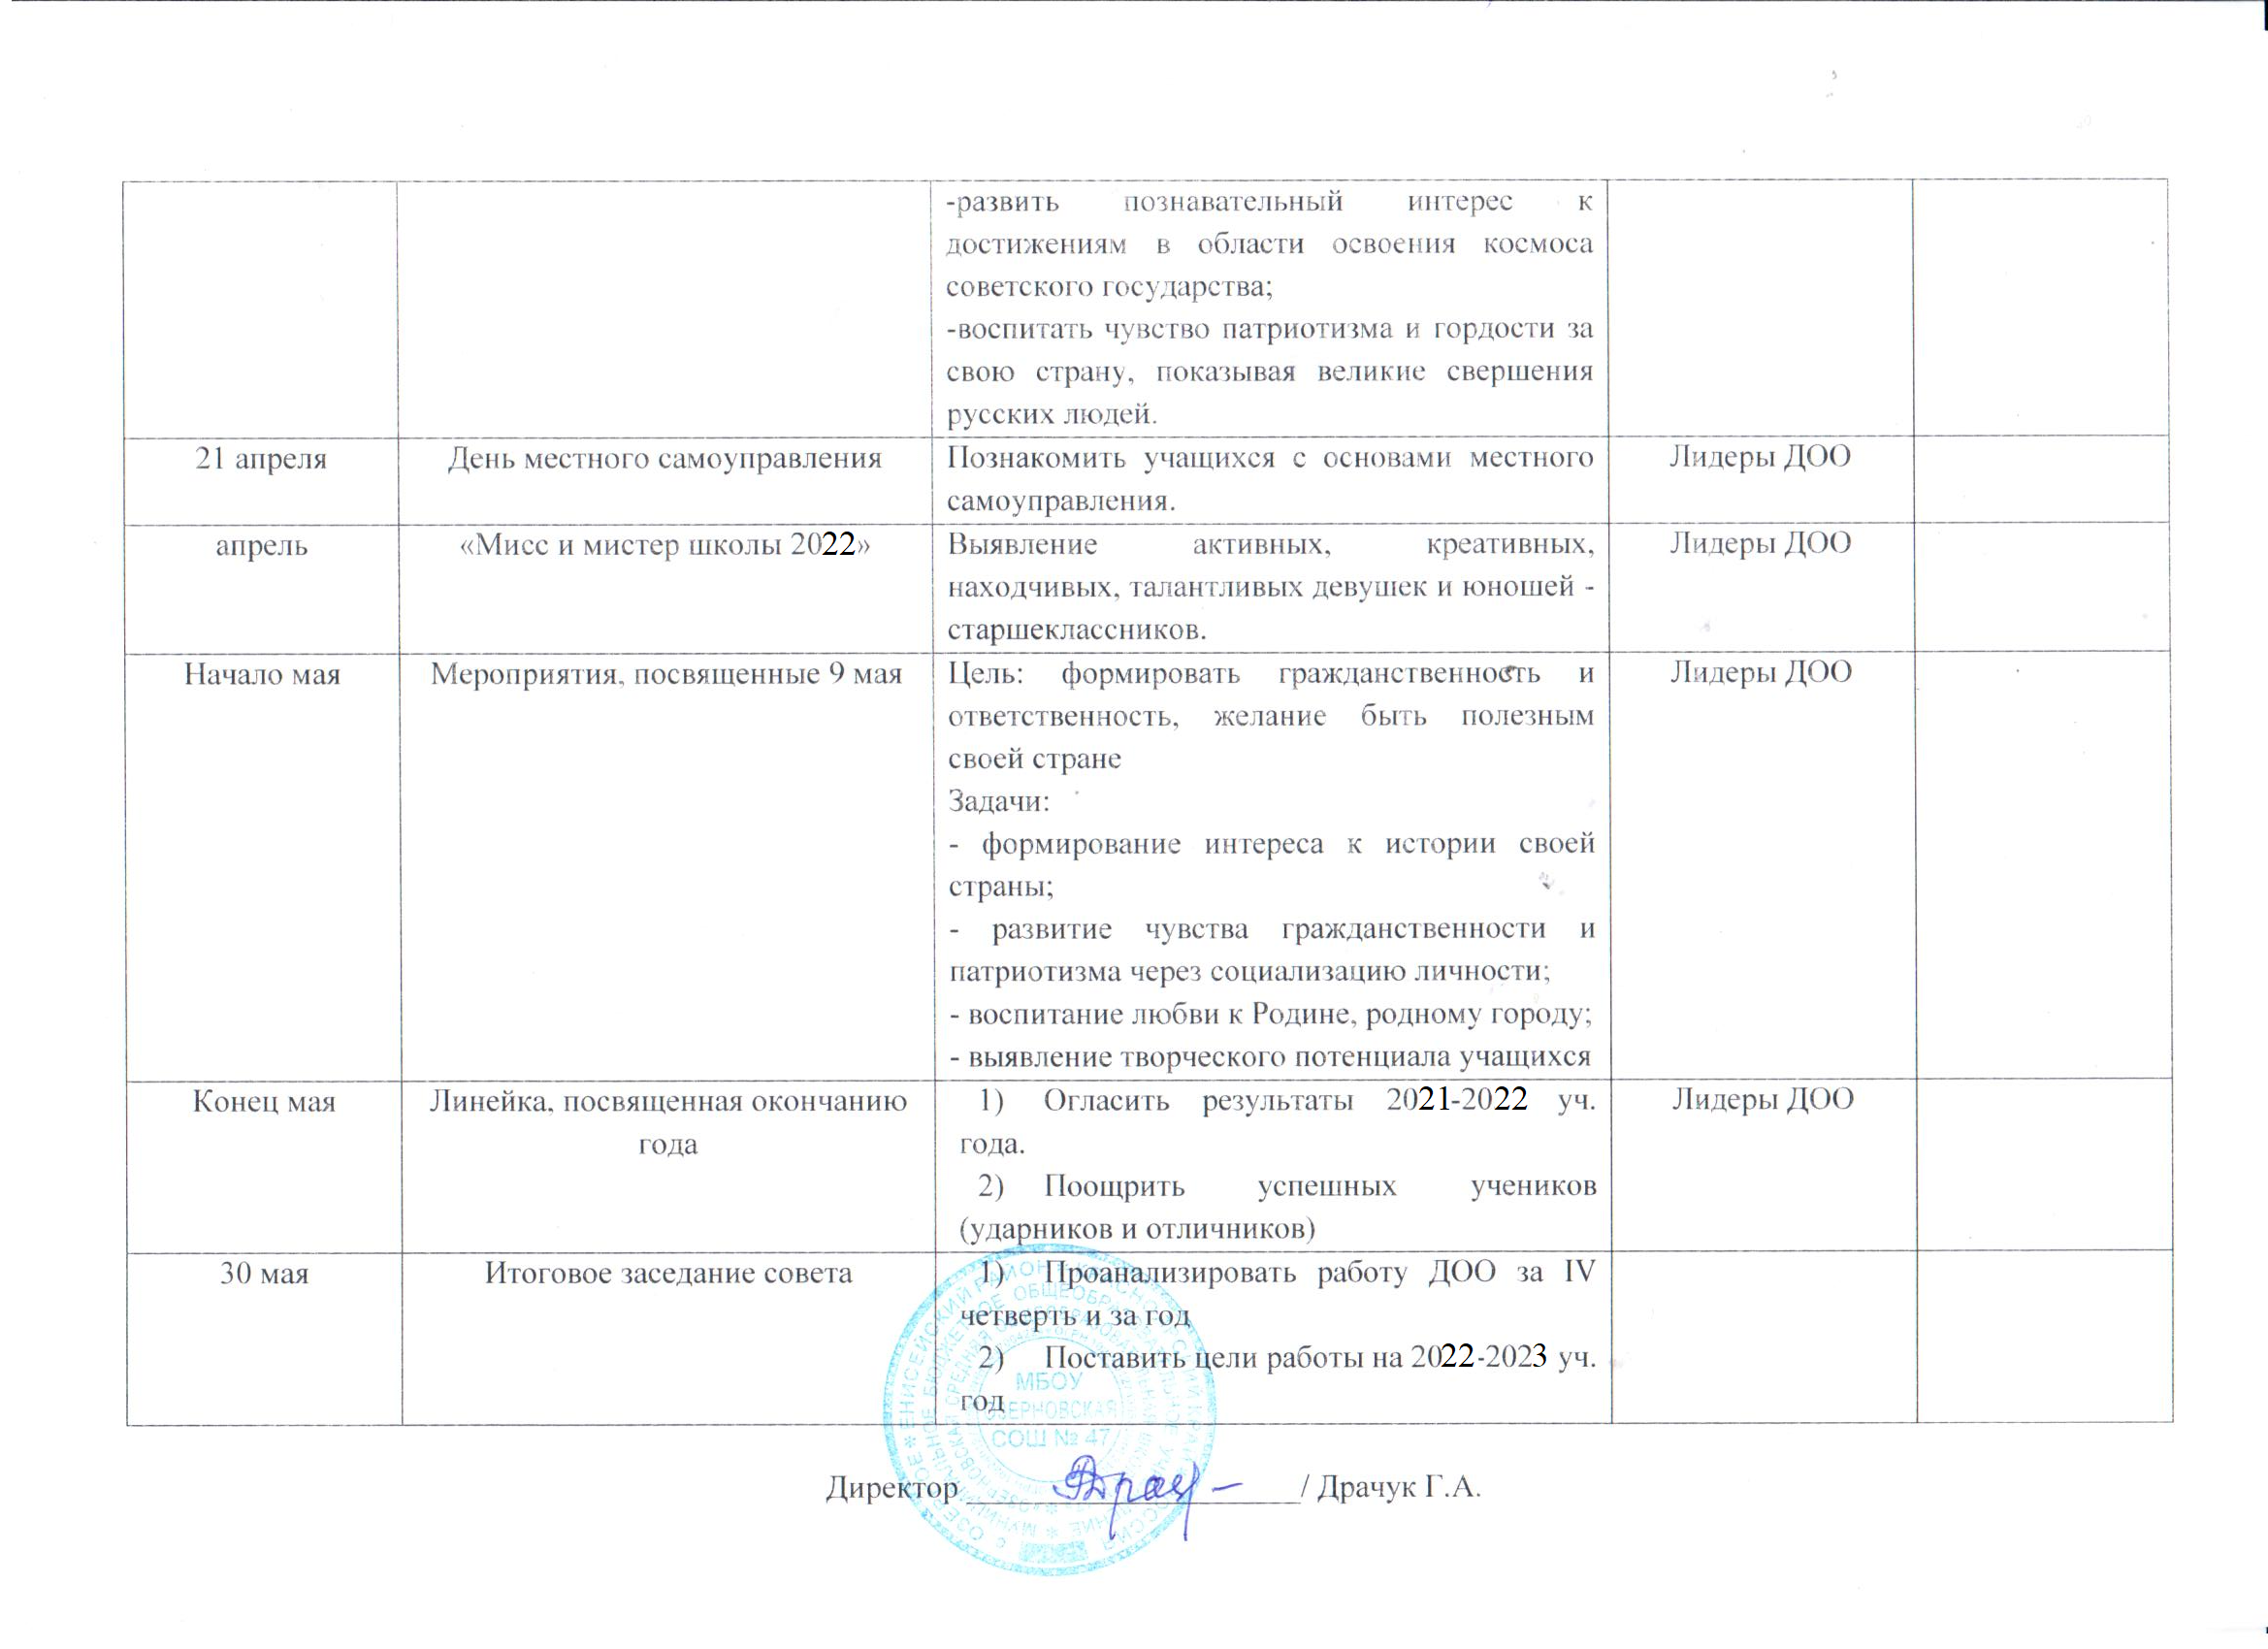 -развить познавательный интерес к
достижениям в области освоения космоса
советского государства;
-воспитать чувство патриотизма и гордости за
свою страну, показывая великие свершения
русских людей.
21 апреля
День местного самоуправления
Познакомить учащихся с основами местного
самоуправления.
Лидеры ДОО
апрель
«Мисс и мистер школы 2022»
Выявление активных, креативных,
находчивых, талантливых девушек и юношей -
старшеклассников.
Лидеры ДОО
Начало мая
Мероприятия, посвященные 9 мая
Цель: формировать гражданственность и
ответственность, желание быть полезным
своей стране
Задачи:
- формирование интереса к истории своей
страны;
- развитие чувства гражданственности и
патриотизма через социализацию личности;
- воспитание любви к Родине, родному городу;
- выявление творческого потенциала учащихся
Лидеры ДОО
Конец мая
Линейка, посвященная окончанию
года
1) Огласить результаты 2021-2022 уч.
года.
2) Поощрить успешных учеников
(ударников и отличников)
Лидеры ДОО
30 мая
Итоговое заседание совета
1) Проанализировать работу ДОО за IV
четверть и за год
2) Поставить цели работы на 2022-2023 уч.
год
МБОУ
ОЗЕРНОВСКАЯ
СОШ № 47
Директор ____________________/ Драчук Г.А.